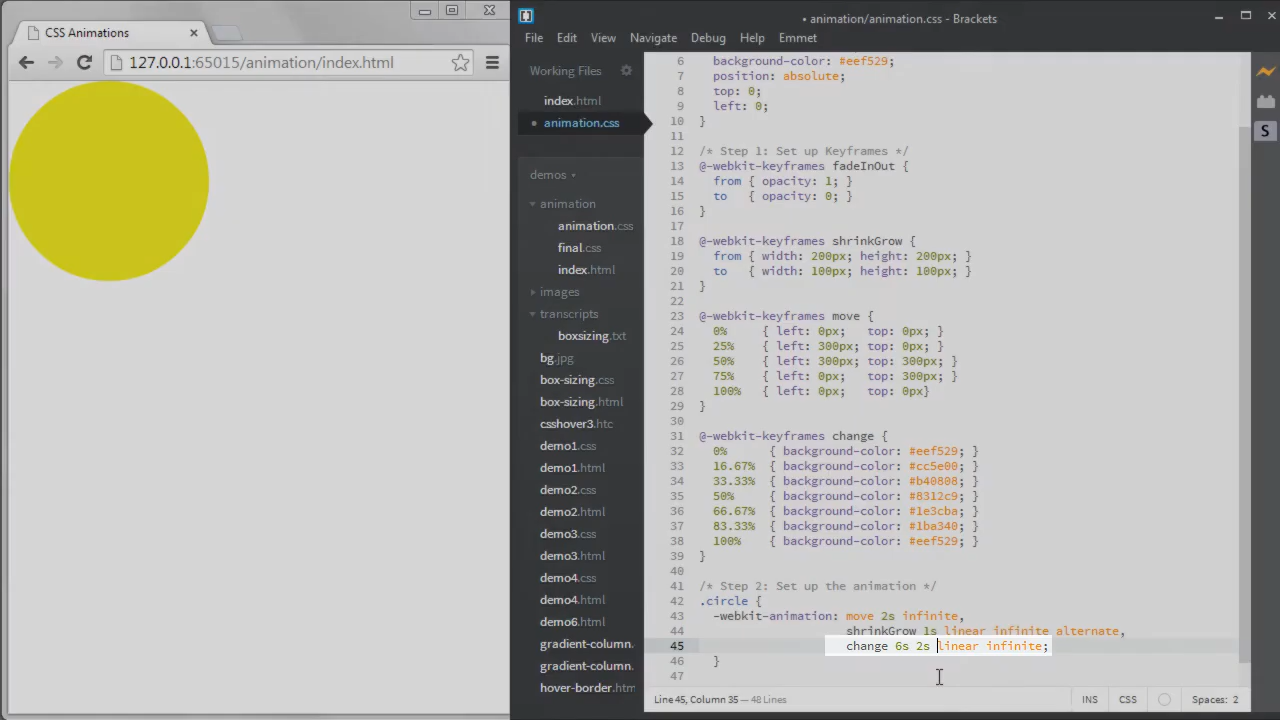 CSS Animations
127.0.0.1:65015/animation/index.html
• animation/animation.css - Brackets
File Edit View Navigate Debug Help Emmet
Working Files
index.html
animation.css
demos
animation
animation.css
final.css
index.html
images
transcripts
boxsizing.txt
bg.jpg
box-sizing.css
box-sizing.html
csshover3.htc
demo1.css
demo1.html
demo2.css
demo2.html
demo3.css
demo3.html
demo4.css
demo4.html
demo6.html
gradient-column.
gradient-column.
hover-border.htm
6 background-color: #eef529;
7 position: absolute;
8 top: 0;
9 left: 0;
10 }
11
12 /* Step 1: Set up Keyframes */
13 @-webkit-keyframes fadeInOut {
14 from { opacity: 1; }
15 to { opacity: 0; }
16 }
17
18 @-webkit-keyframes shrinkGrow {
19 from { width: 200px; height: 200px; }
20 to { width: 100px; height: 100px; }
21 }
22
23 @-webkit-keyframes move {
24 0% { left: 0px; top: 0px; }
25 25% { left: 300px; top: 0px; }
26 50% { left: 300px; top: 300px; }
27 75% { left: 0px; top: 300px; }
28 100% { left: 0px; top: 0px}
29 }
30
31 @-webkit-keyframes change {
32 0% { background-color: #eef529; }
33 16.67% { background-color: #cc5e00; }
34 33.33% { background-color: #b40808; }
35 50% { background-color: #8312c9; }
36 66.67% { background-color: #1e3cba; }
37 83.33% { background-color: #1ba340; }
38 100% { background-color: #eef529; }
39 }
40
41 /* Step 2: Set up the animation */
42 .circle {
43 -webkit-animation: move 2s infinite,
44 shrinkGrow 1s linear infinite alternate,
45 change 6s 2s linear infinite;
46 }
47
S
Line 45, Column 35 — 48 Lines
INS CSS Spaces: 2